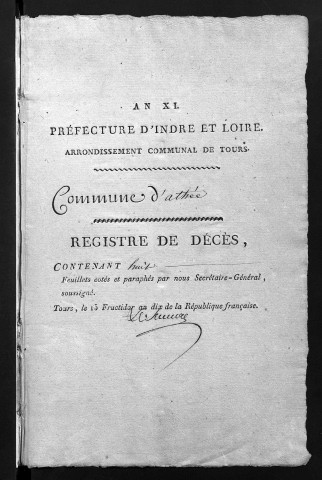 AN XI.
PRÉFECTURE D'INDRE ET LOIRE.
ARRONDISSEMENT COMMUNAL DE TOURS.
Commune d'athée
REGISTRE DE DÉCÈS,
CONTENANT huit
Feuillets cotés et paraphés par nous Secrétaire-Général,
soussigné.
Tours, le 15 Fructidor an dix de la République française.